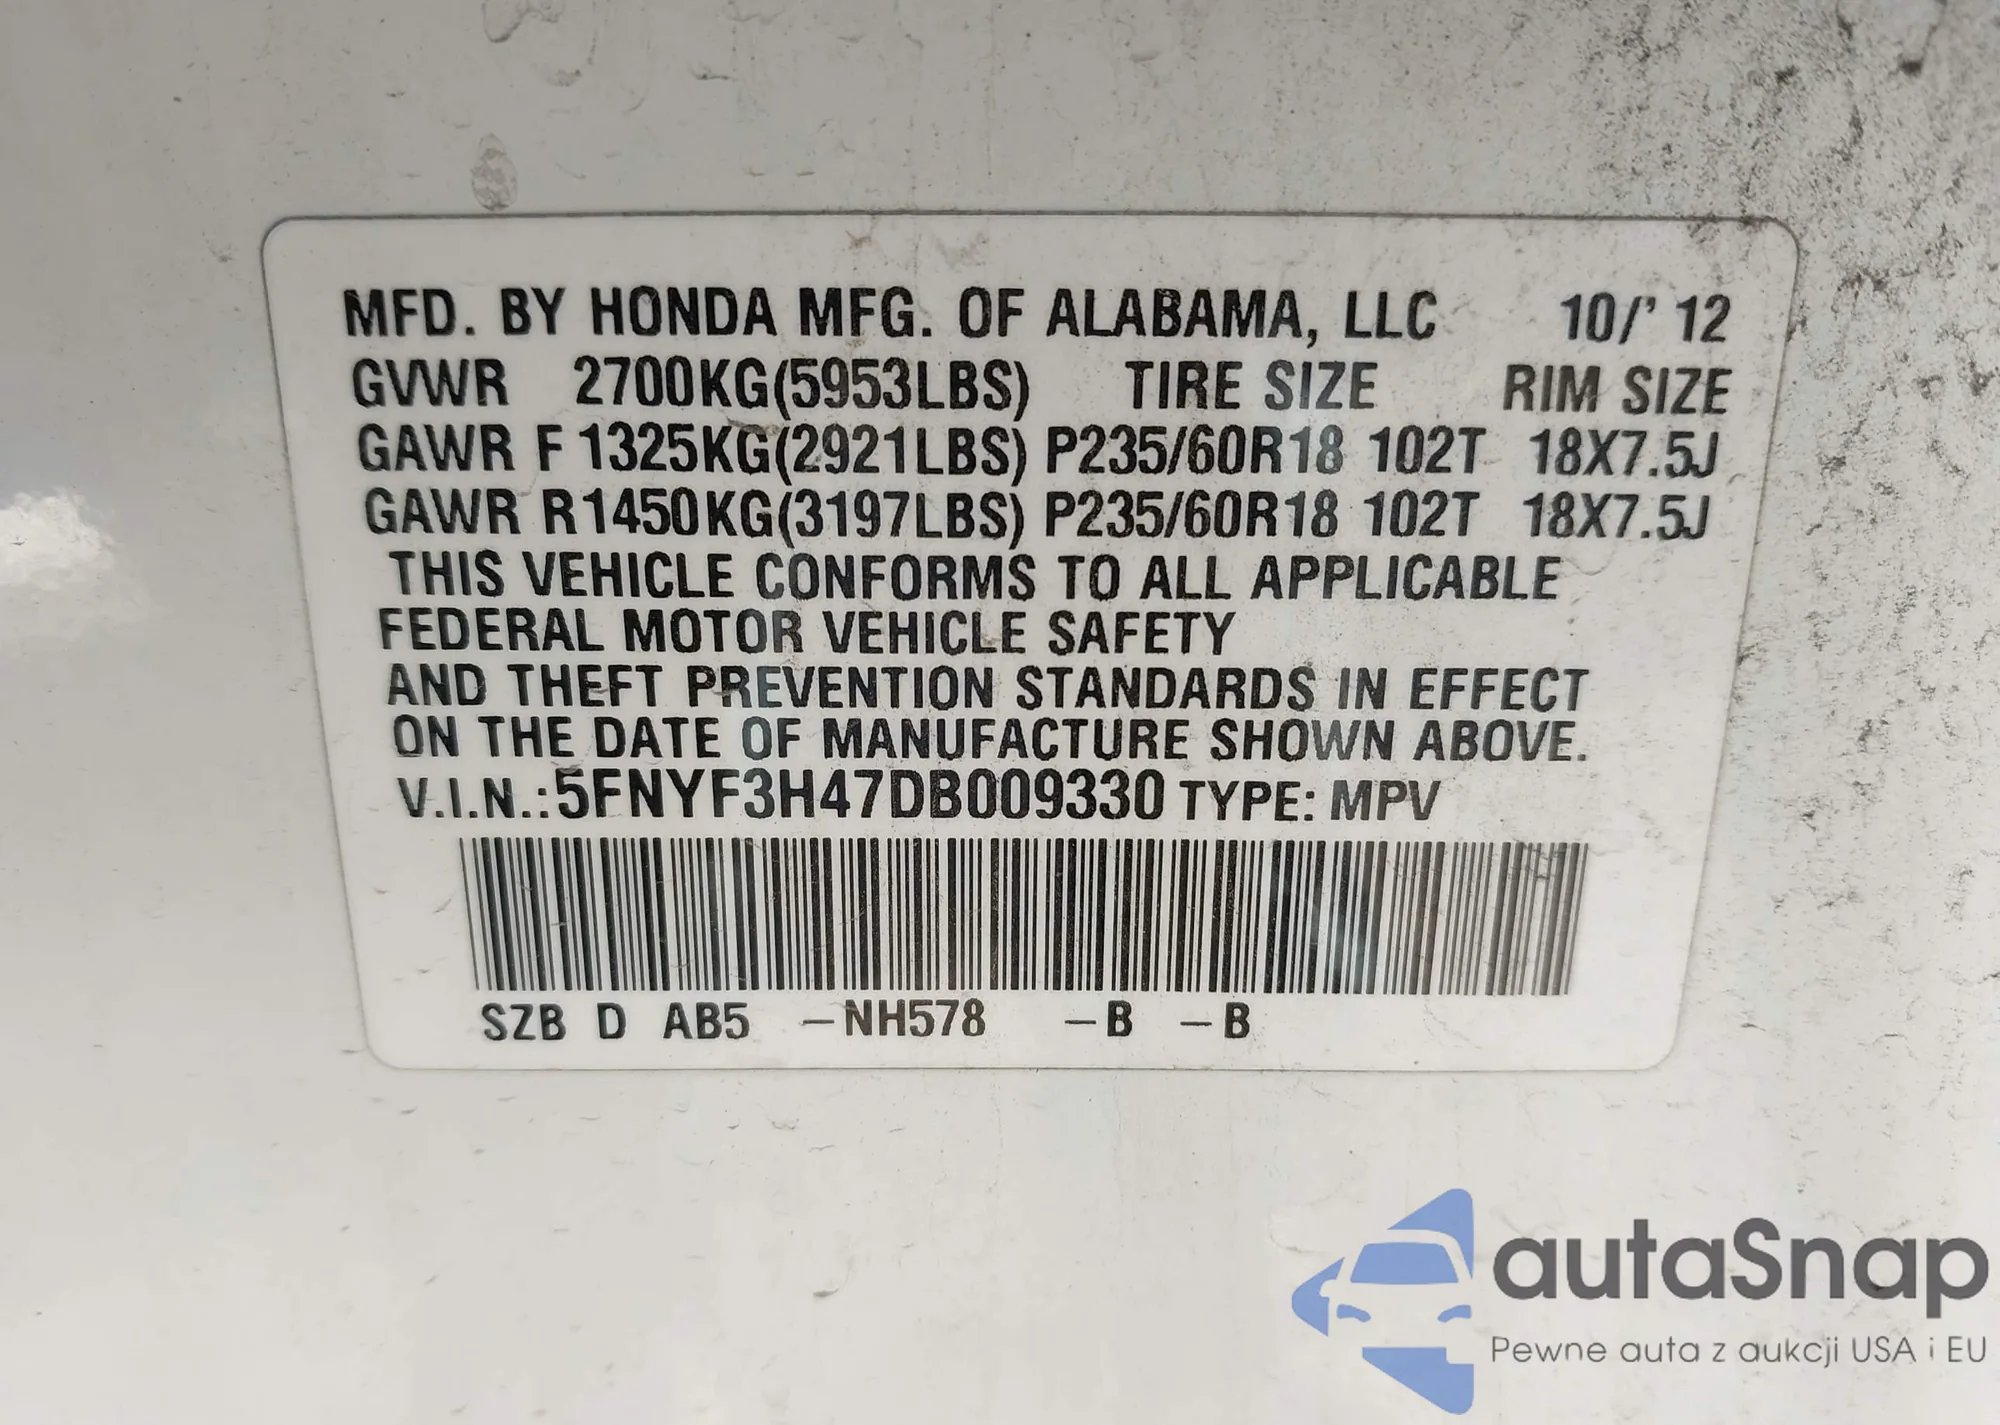 MFD. BY HONDA MFG. OF ALABAMA, LLC 10/' 12
GVWR 2700KG(5953LBS) TIRE SIZE RIM SIZE
GAWR F 1325KG(2921LBS) P235/60R18 102T 18X7.5J
GAWR R 1450KG(3197LBS) P235/60R18 102T 18X7.5J
THIS VEHICLE CONFORMS TO ALL APPLICABLE
FEDERAL MOTOR VEHICLE SAFETY
AND THEFT PREVENTION STANDARDS IN EFFECT
ON THE DATE OF MANUFACTURE SHOWN ABOVE.
V.I.N.:5FNYF3H47DB009330 TYPE: MPV
SZB D AB5 –NH578 –B –B
autaSnap
Pewne auta z aukcji USA i EU